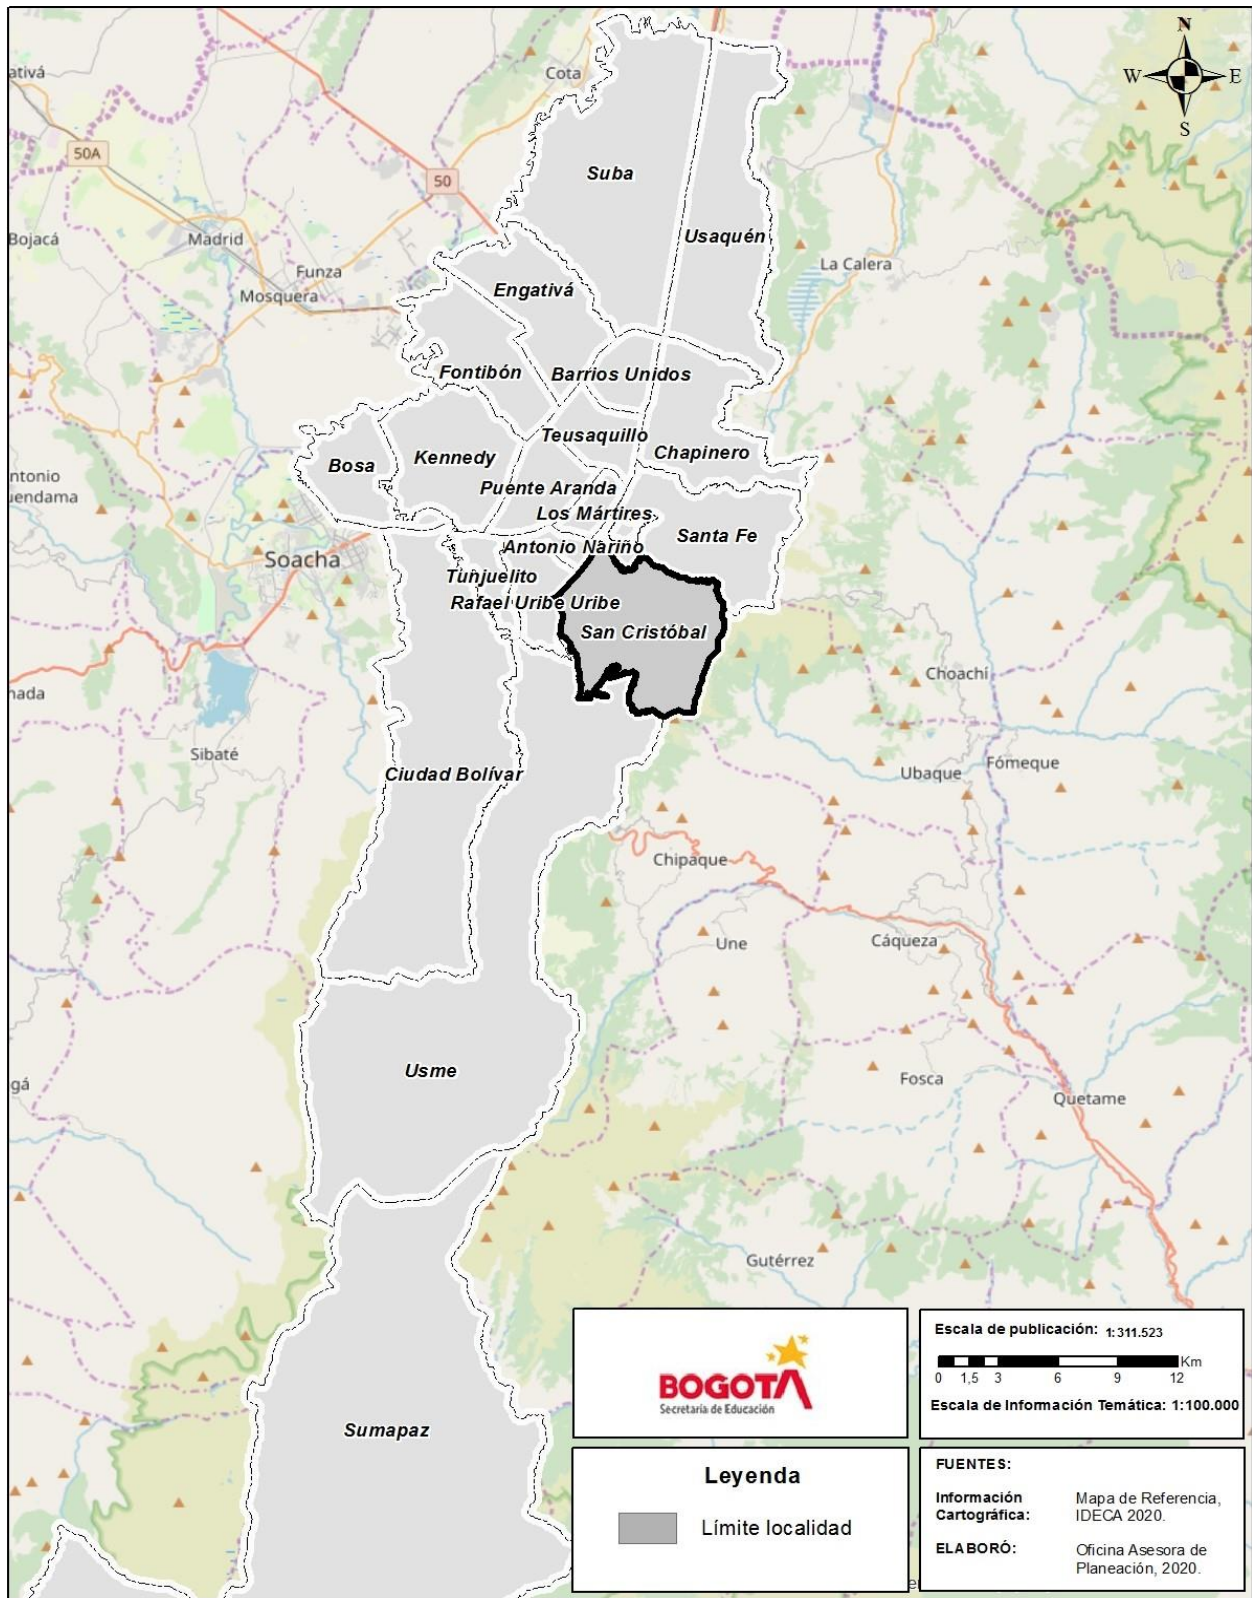 N
W E
S
ativá
Cota
50A
50
Suba
Bojacá
Madrid
Usaquén
Funza
La Calera
Mosquera
Engativá
Fontibón
Barrios Unidos
Teusaquillo
Bosa
Kennedy
Chapinero
ntonio
uendama
Puente Aranda
Los Mártires
Santa Fe
Soacha
Antonio Nariño
Tunjuelito
Rafael Uribe Uribe
San Cristóbal
Choachí
nada
Sibaté
Ciudad Bolívar
Ubaque
Fómeque
Chipaque
Une
Cáqueza
Usme
Fosca
gá
Quetame
Gutérrez
Sumapaz
BOGOTÁ
Secretaría de Educación
Escala de publicación: 1:311.523
Km
0 1,5 3 6 9 12
Escala de Información Temática: 1:100.000
Leyenda
Límite localidad
FUENTES:
Información Cartográfica: Mapa de Referencia,
IDECA 2020.
ELABORÓ: Oficina Asesora de
Planeación, 2020.